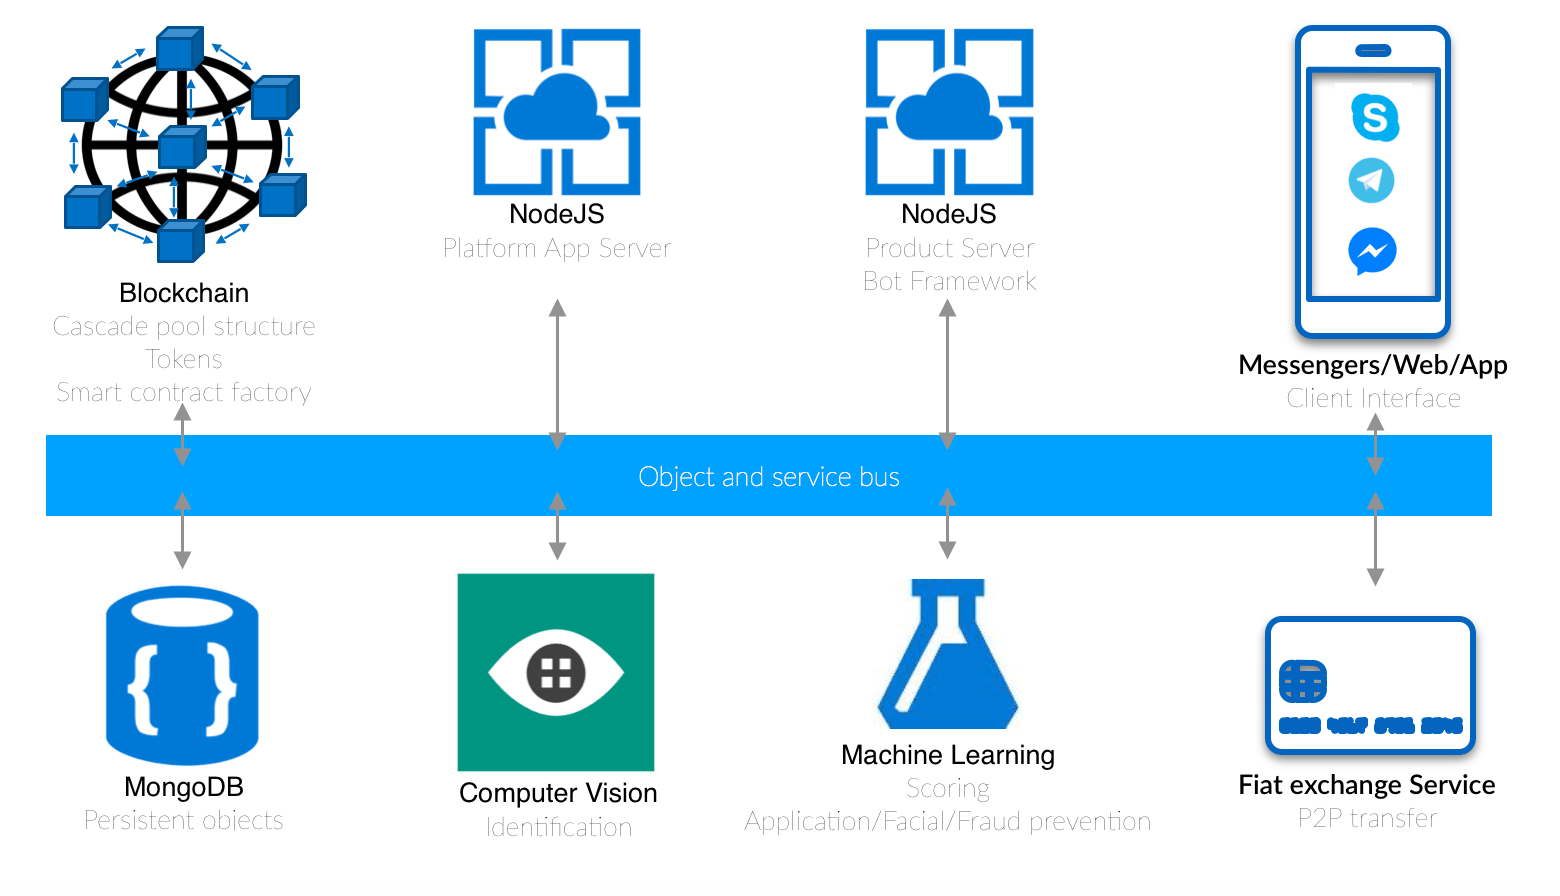 Blockchain
Cascade pool structure
Tokens
Smart contract factory
NodeJS
Platform App Server
NodeJS
Product Server
Bot Framework
S
Messengers/Web/App
Client Interface
Object and service bus
{ }
MongoDB
Persistent objects
Computer Vision
Identification
Machine Learning
Scoring
Application/Facial/Fraud prevention
Fiat exchange Service
P2P transfer